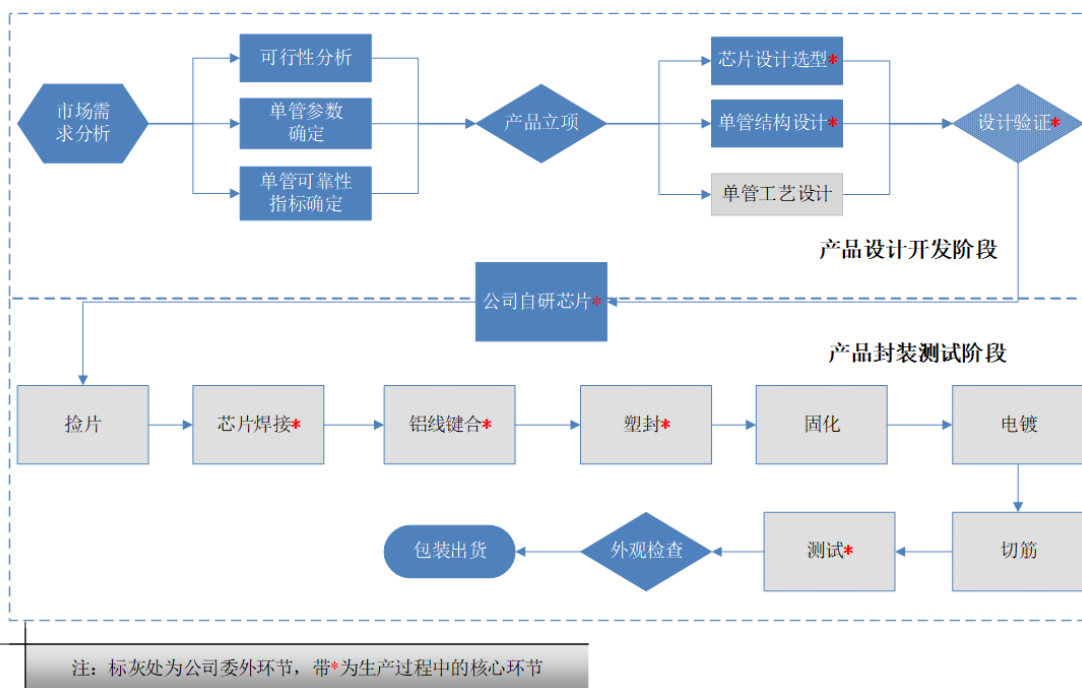 市场需
求分析
可行性分析
单管参数
确定
单管可靠性
指标确定
产品立项
芯片设计选型*
单管结构设计*
单管工艺设计
设计验证*
产品设计开发阶段
公司自研芯片*
产品封装测试阶段
捡片
芯片焊接*
铝线键合*
塑封*
固化
电镀
包装出货
外观检查
测试*
切筋
注：标灰处为公司委外环节，带*为生产过程中的核心环节